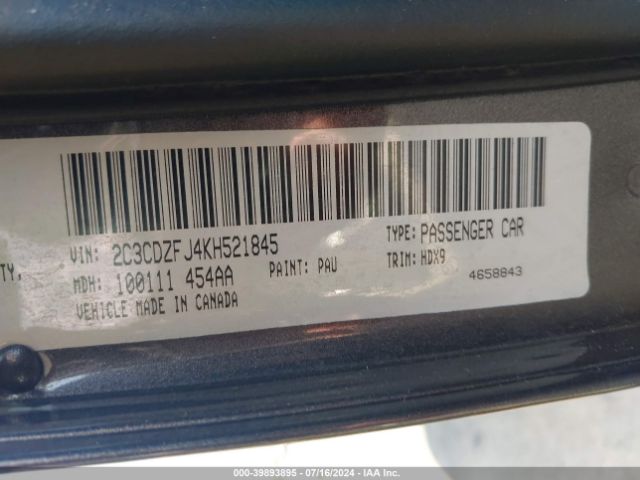 VIN: 2C3CDZFJ4KH521845
TYPE: PASSENGER CAR
TY,
MDH: 100111 454AA
PAINT: PAU
TRIM: HDX9
VEHICLE MADE IN CANADA
4658843
000-39893895 - 07/16/2024 - IAA Inc.